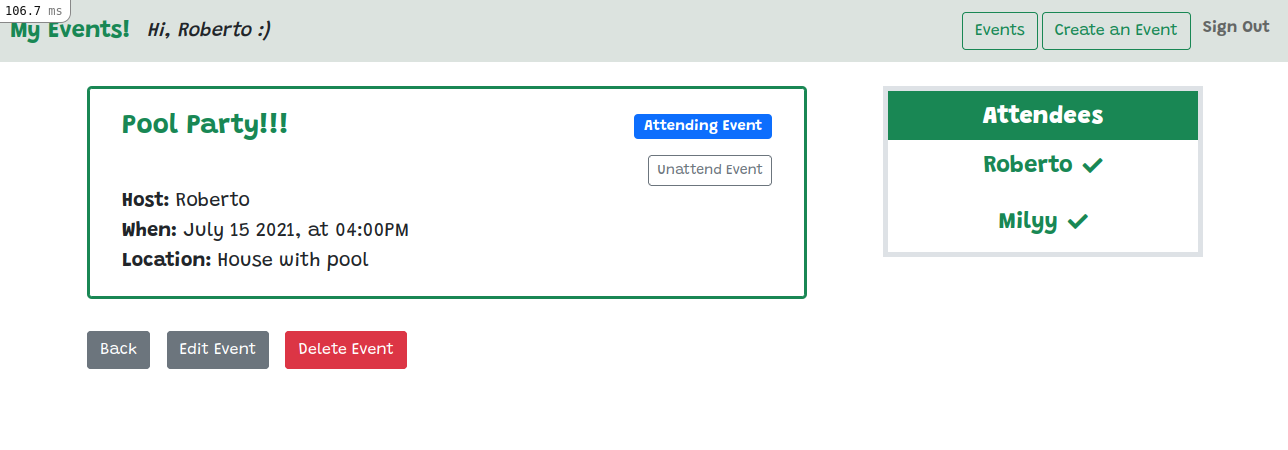 106.7 ms
My Events! Hi, Roberto :) Events Create an Event Sign Out
Pool Party!!!
Attending Event
Unattend Event
Host: Roberto
When: July 15 2021, at 04:00PM
Location: House with pool
Back Edit Event Delete Event
Attendees
Roberto ✓
Milyy ✓